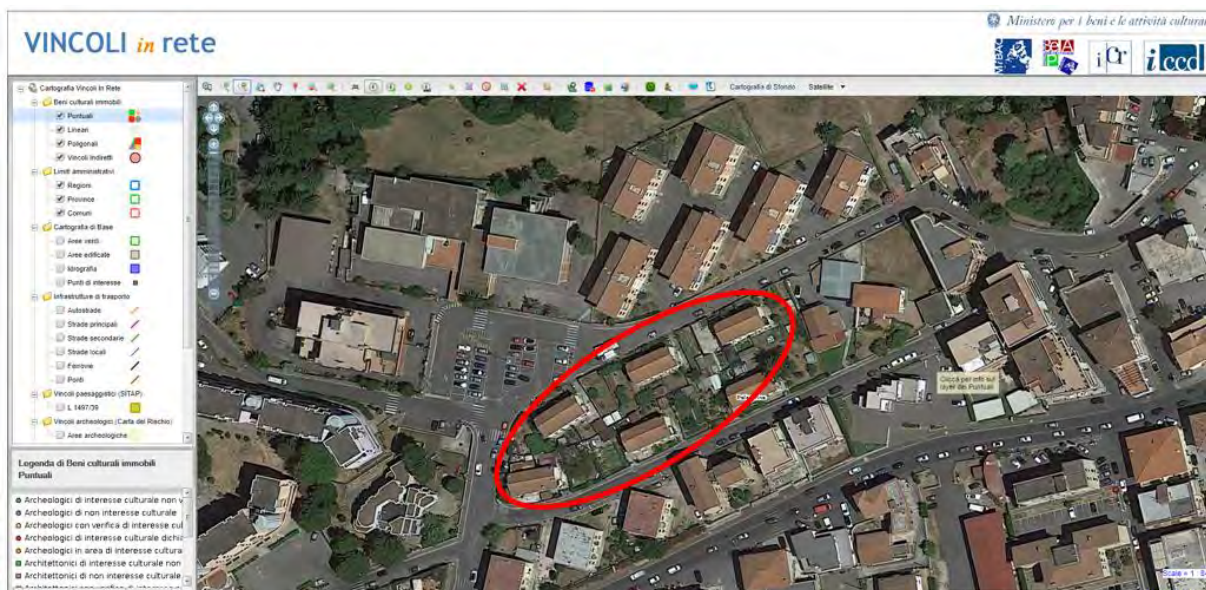 VINCOLI in rete
Ministero per i beni e le attività cultural
MiBAC
iCr
iccd
Cartografia Vincoli In Rete
Beni culturali immobili
Puntuali
Lineari
Poligonali
Vincoli Indiretti
Limiti amministrativi
Regioni
Province
Comuni
Cartografia di Base
Aree verdi
Aree edificate
Idrografia
Punti di interesse
Infrastrutture di trasporto
Autostrade
Strade principali
Strade secondarie
Strade locali
Ferrovie
Ponti
Vincoli paesaggistici (SITAP)
L.1497/39
Vincoli archeologici (Carta del Rischio)
Aree archeologiche
Cartografia di Sfondo
Satellite
Clicca per info sul
layer dei Puntuali
Scale = 1 : 
Legenda di Beni culturali immobili
Puntuali
Archeologici di interesse culturale non v
Archeologici di non interesse culturale
Archeologici con verifica di interesse cul
Archeologici di interesse culturale dichi
Archeologici in area di interesse cultura
Architettonici di interesse culturale non
Architettonici di non interesse culturale